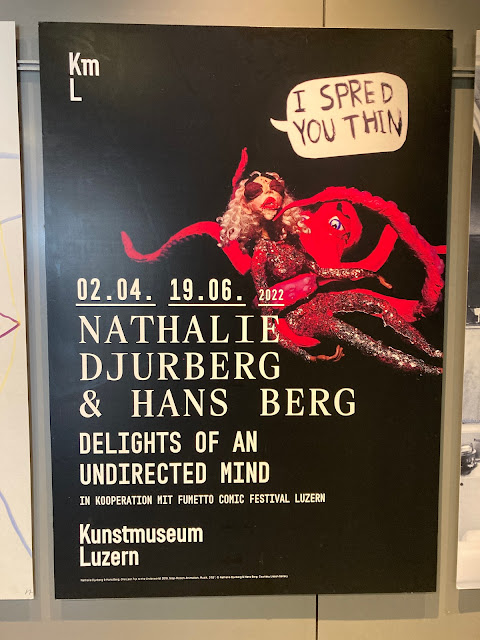 Km
L
I SPRED
YOU THIN
02.04. 19.06. 2022
NATHALIE
DJURBERG
& HANS BERG
DELIGHTS OF AN
UNDIRECTED MIND
IN KOOPERATION MIT FUMETTO COMIC FESTIVAL LUZERN
Kunstmuseum
Luzern